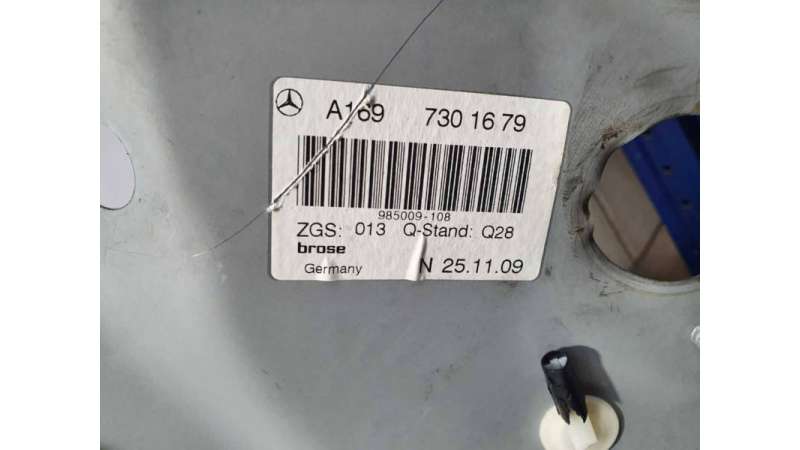 A169 730 16 79
985009-108
ZGS: 013 Q-Stand: Q28
brose
Germany N 25.11.09